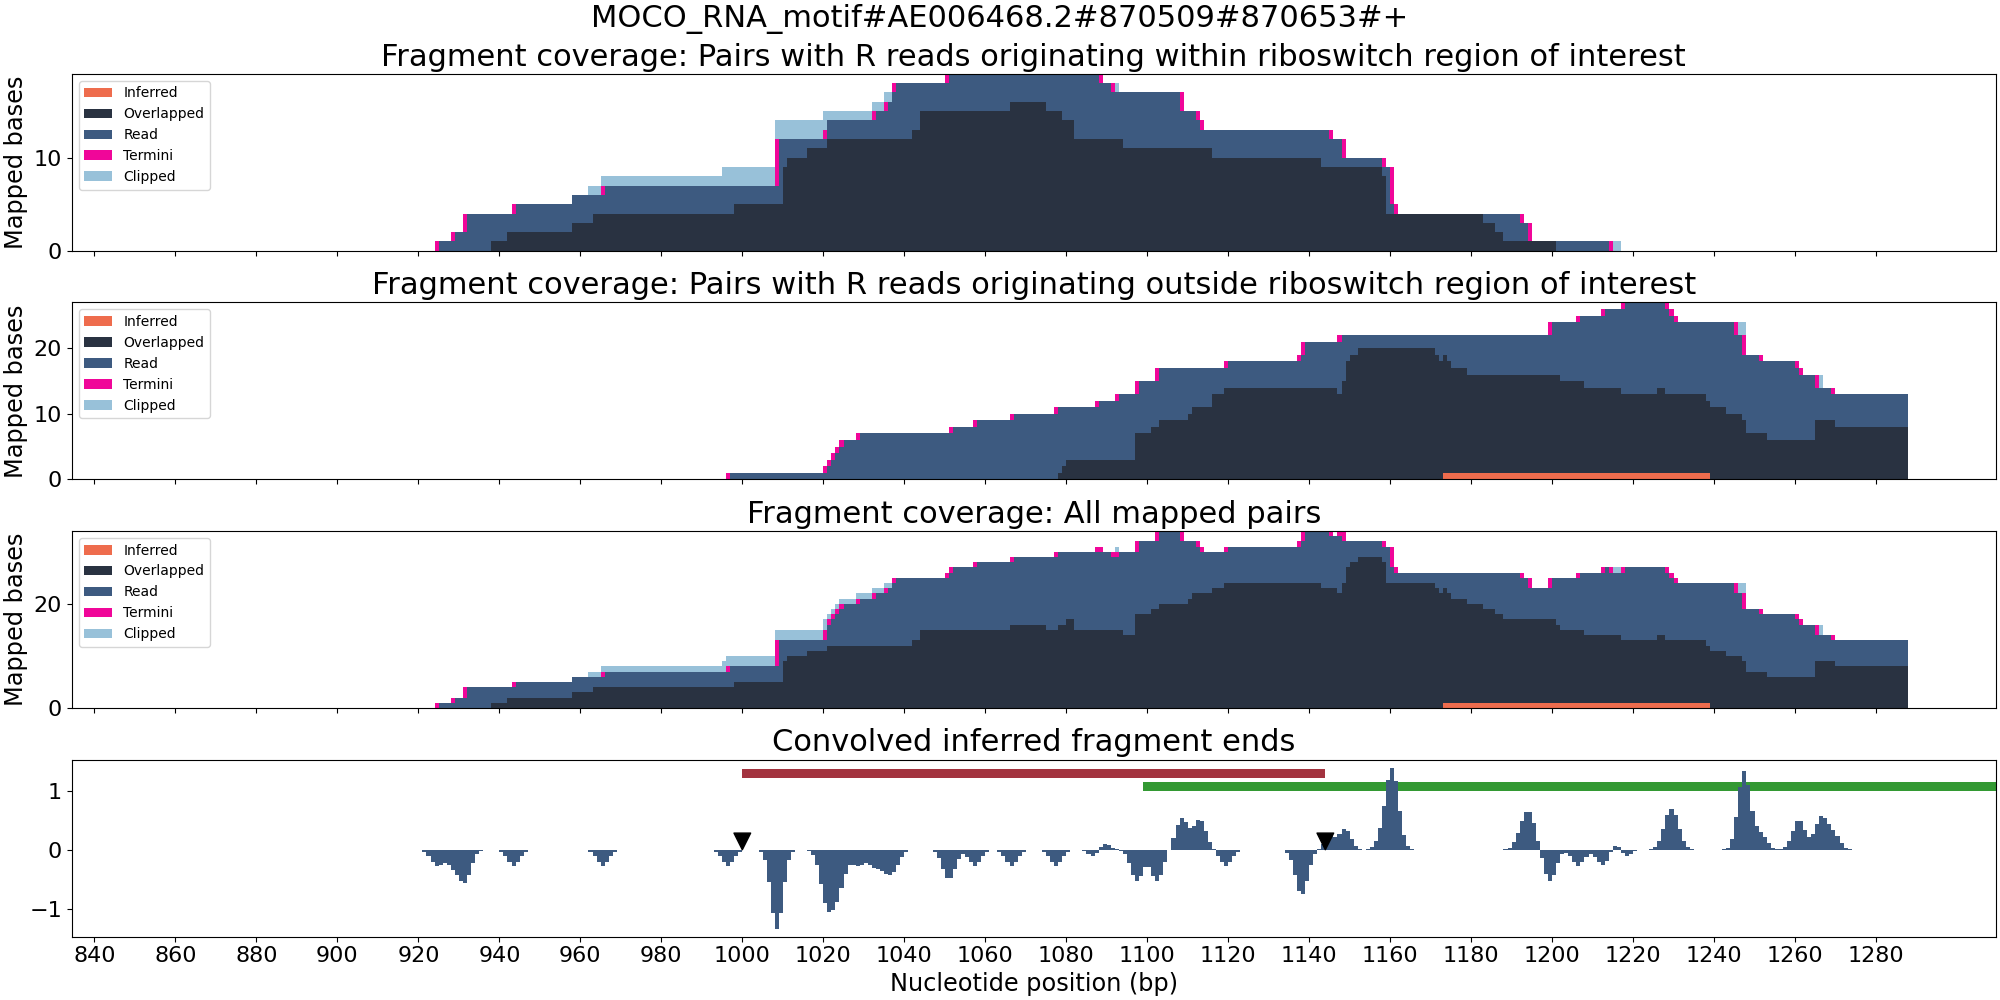 MOCO_RNA_motif#AE006468.2#870509#870653#+
Fragment coverage: Pairs with R reads originating within riboswitch region of interest
Mapped bases
10
0
Inferred
Overlapped
Read
Termini
Clipped
Fragment coverage: Pairs with R reads originating outside riboswitch region of interest
Mapped bases
20
10
0
Inferred
Overlapped
Read
Termini
Clipped
Fragment coverage: All mapped pairs
Mapped bases
20
0
Inferred
Overlapped
Read
Termini
Clipped
Convolved inferred fragment ends
1
0
−1
840 860 880 900 920 940 960 980 1000 1020 1040 1060 1080 1100 1120 1140 1160 1180 1200 1220 1240 1260 1280
Nucleotide position (bp)